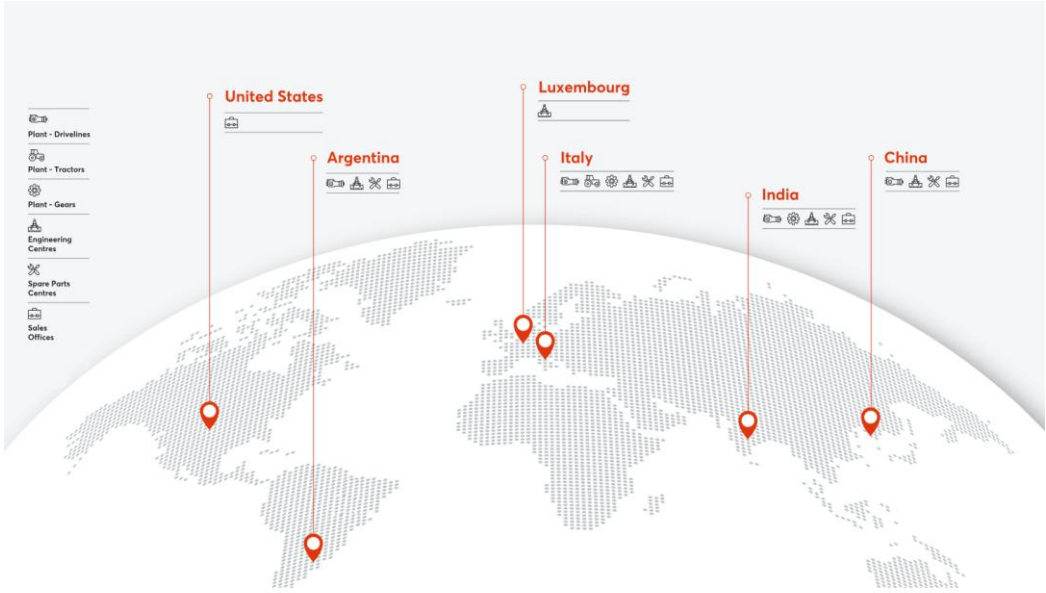 United States
Luxembourg
Argentina
Italy
China
India
Plant - Drivelines
Plant - Tractors
Plant - Gears
Engineering
Centres
Spare Parts
Centres
Sales
Offices